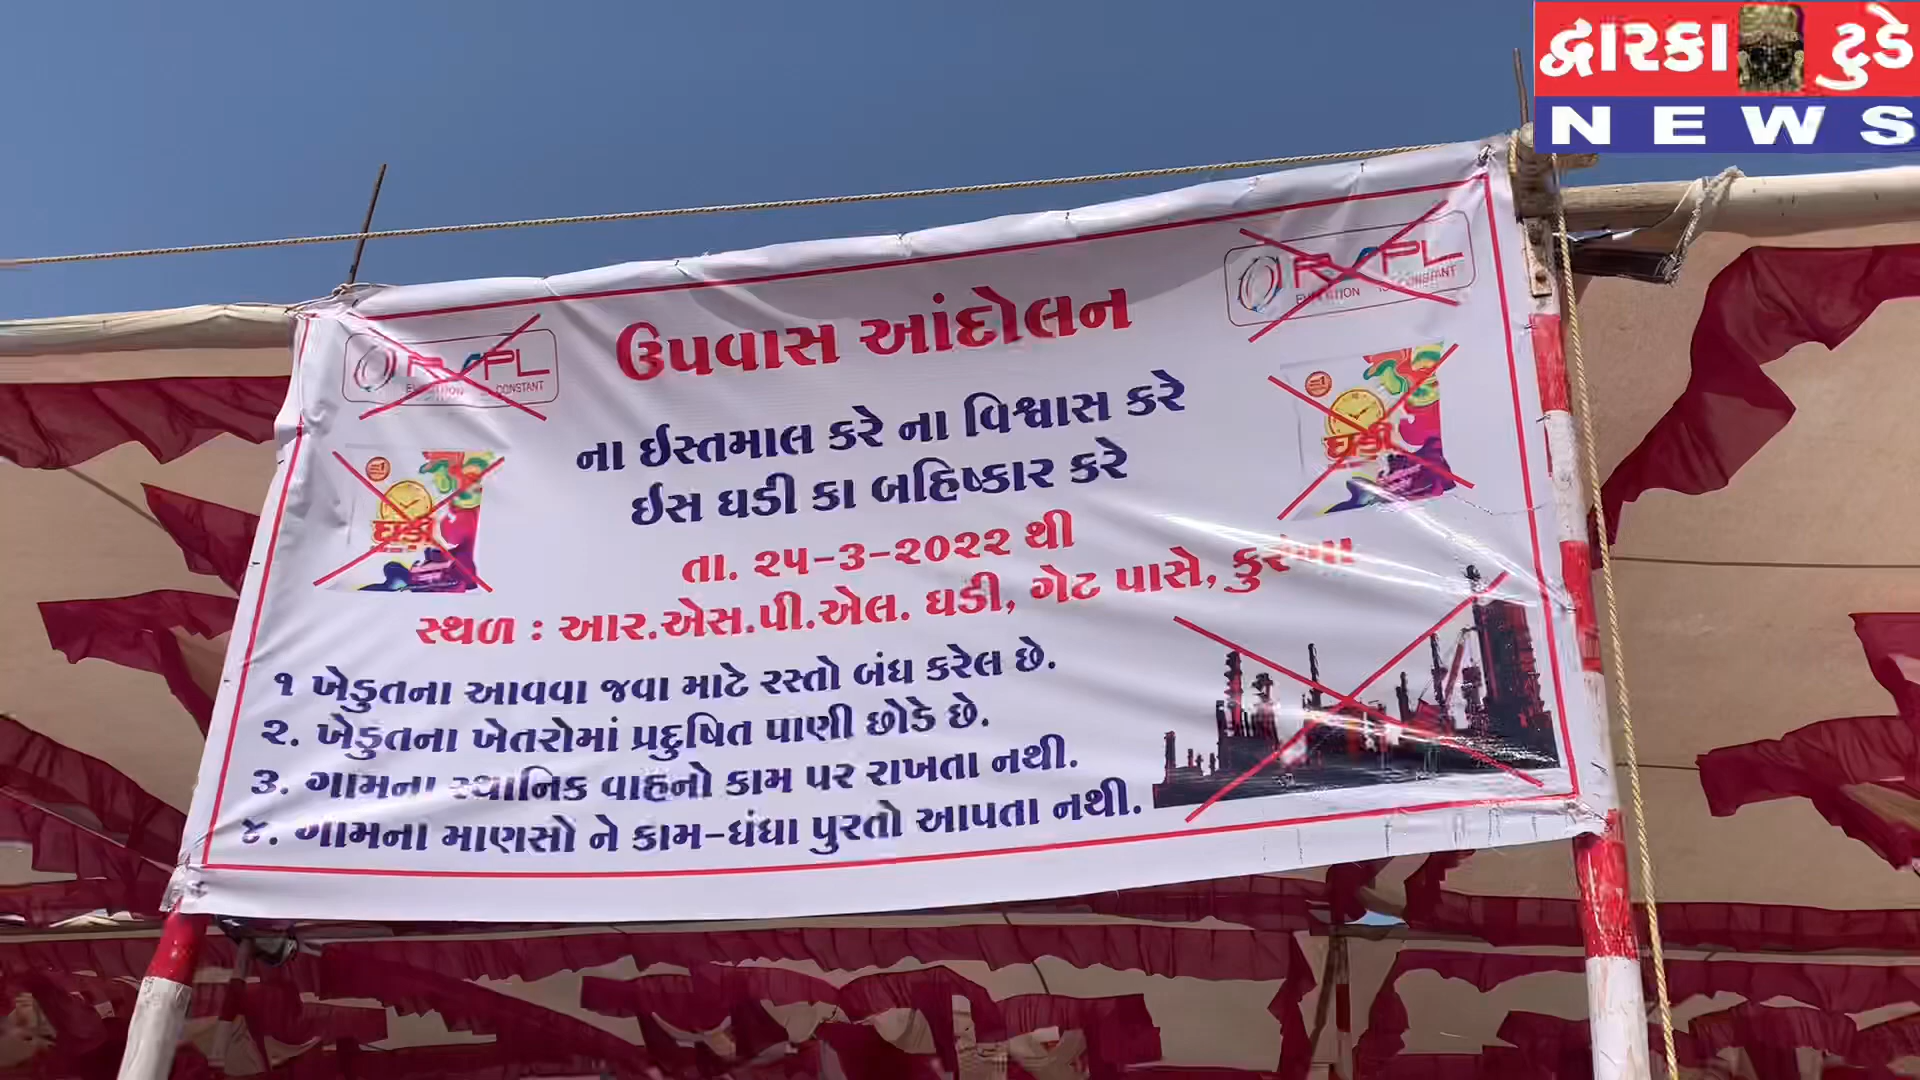 દ્વારકા ટુડે
NEWS
ઉપવાસ આંદોલન
ના ઈસ્તમાલ કરે ના વિશ્વાસ કરે
ઈસ ઘડી કા બહિષ્કાર કરે
તા. ૨૫-૩-૨૦૨૨ થી
સ્થળ : આર.એસ.પી.એલ. ઘડી, ગેટ પાસે,
૧ ખેડુતના આવવા જવા માટે રસ્તો બંધ કરેલ છે.
૨. ખેડુતના ખેતરોમાં પ્રદુષિત પાણી છોડે છે.
૩. ગામના સ્થાનિક વાહનો કામ પર રાખતા નથી.
૪. ગામના માણસો ને કામ-ધંધા પુરતો આપતા નથી.
ઘડી
ઘડી
CONSTANT
CONSTANT